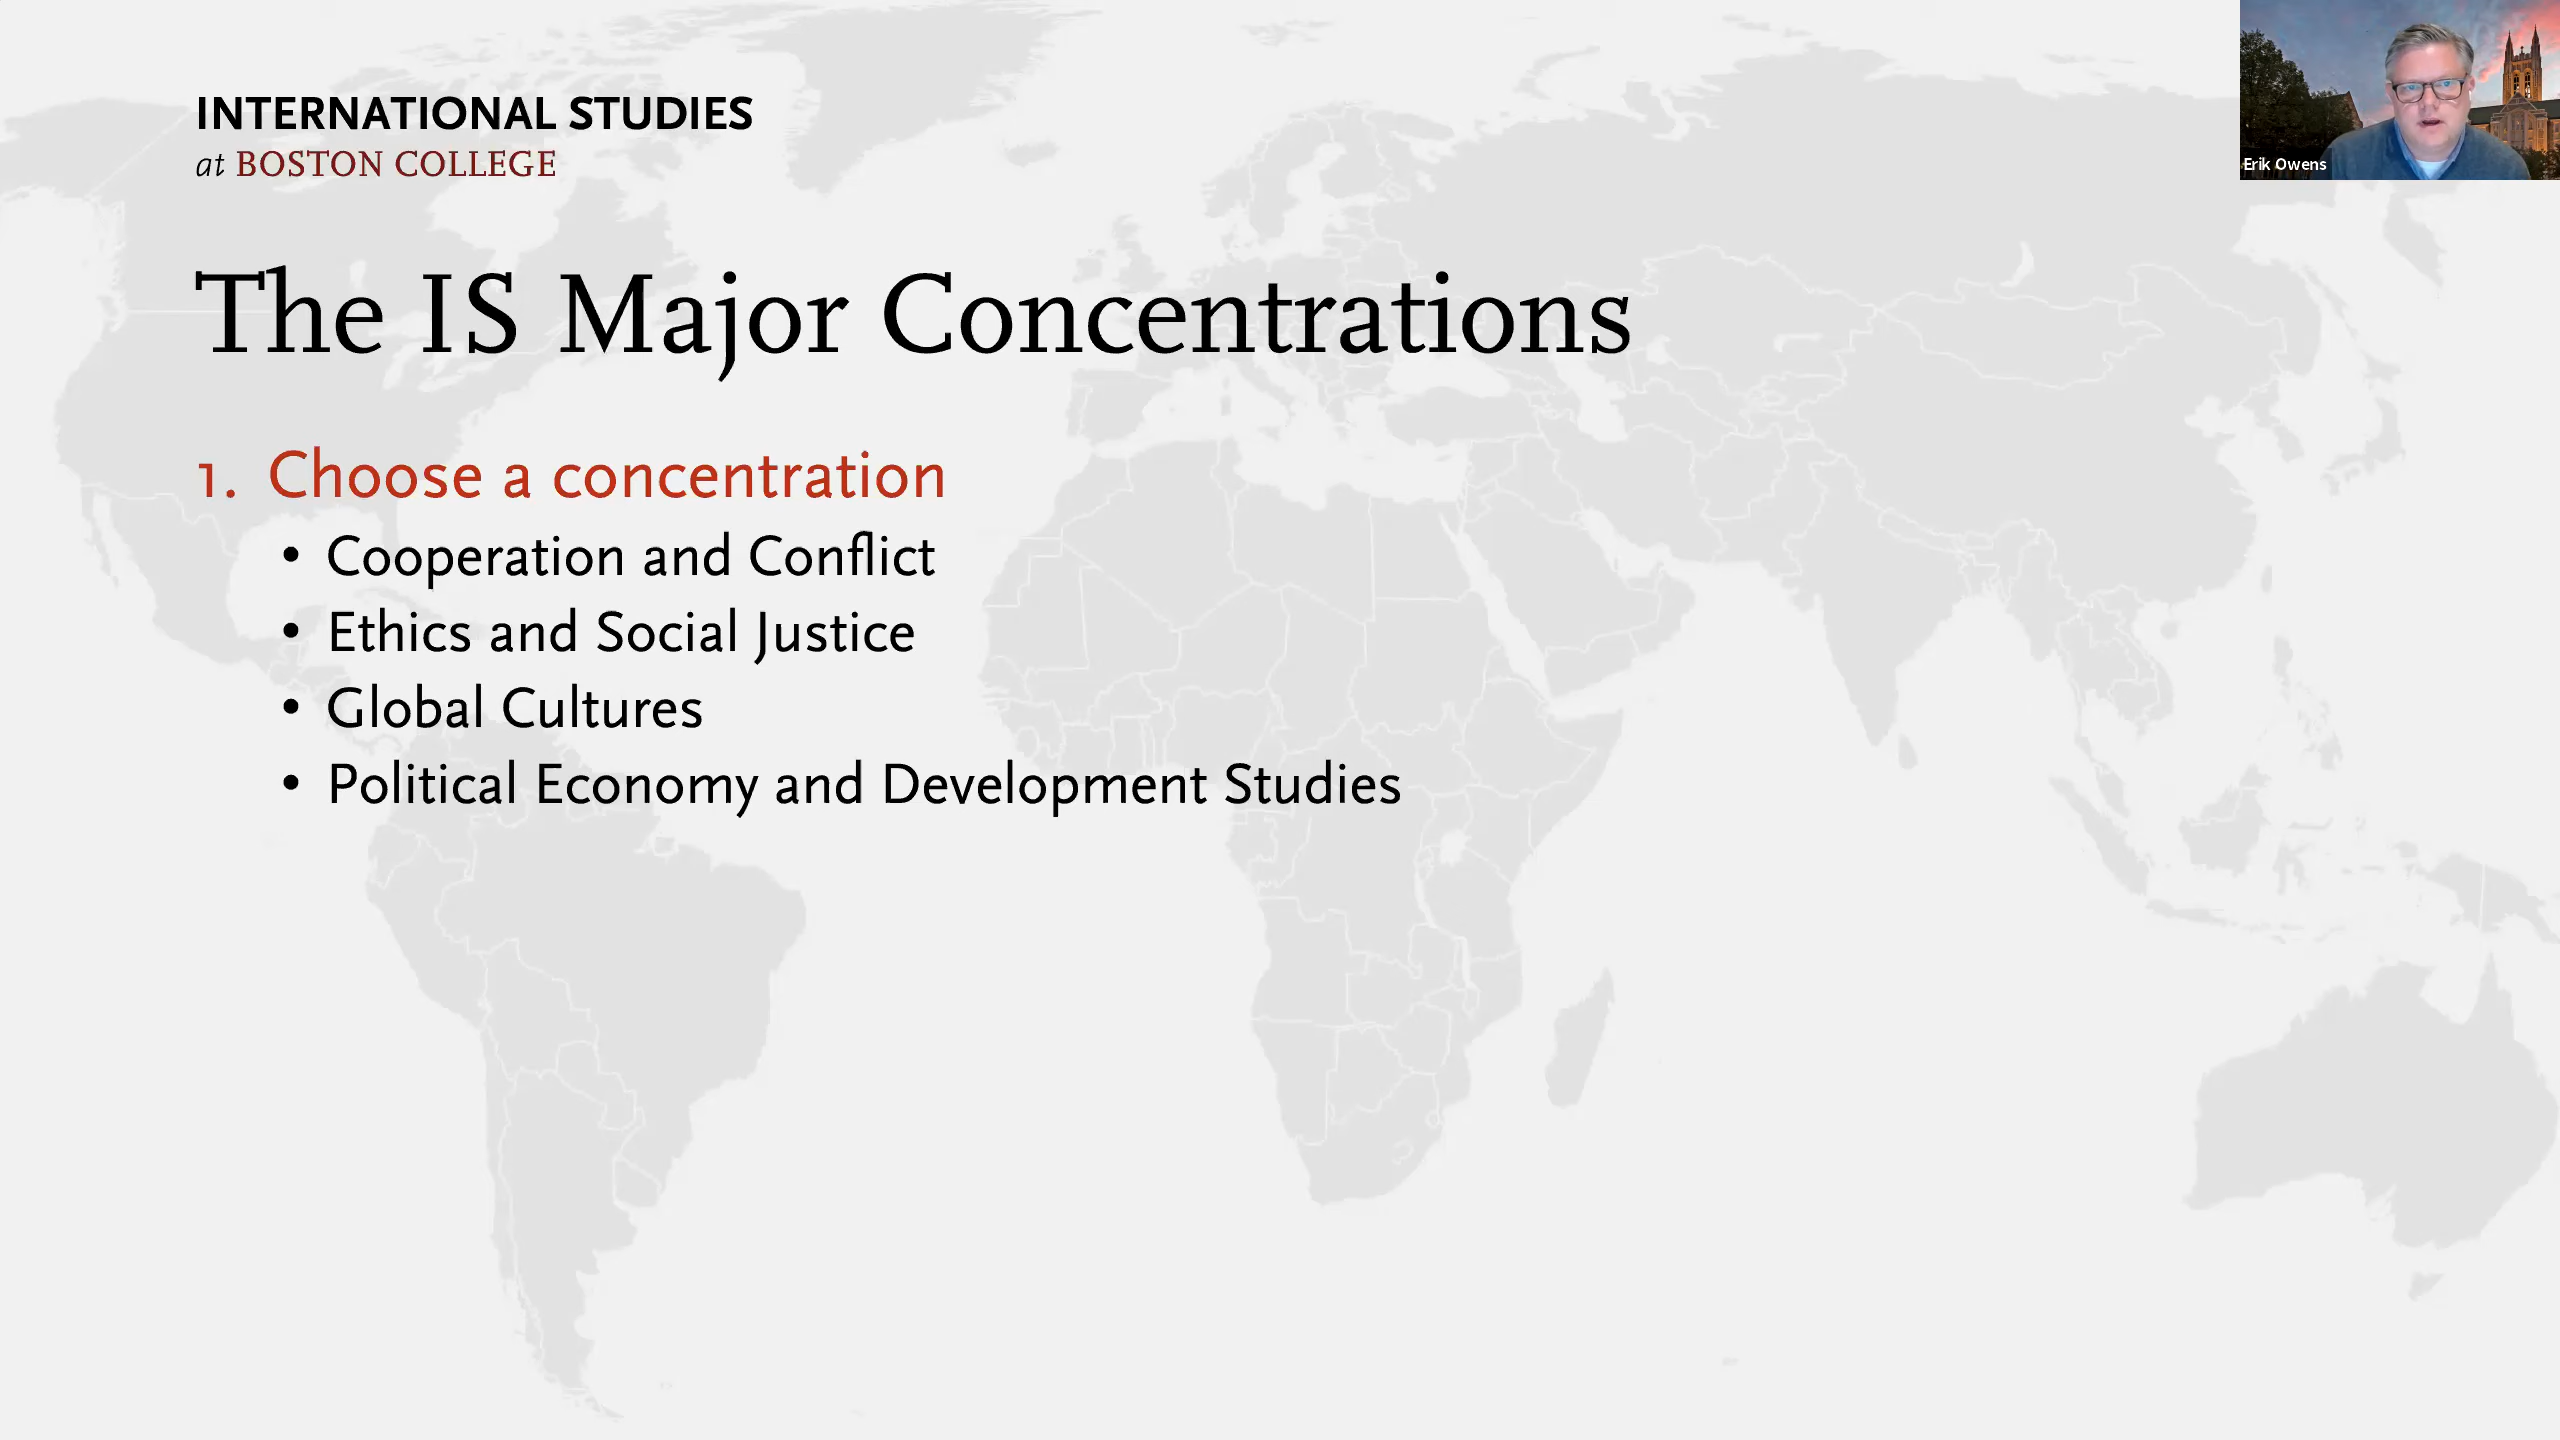 INTERNATIONAL STUDIES
at BOSTON COLLEGE
Erik Owens
The IS Major Concentrations
1. Choose a concentration
• Cooperation and Conflict
• Ethics and Social Justice
• Global Cultures
• Political Economy and Development Studies